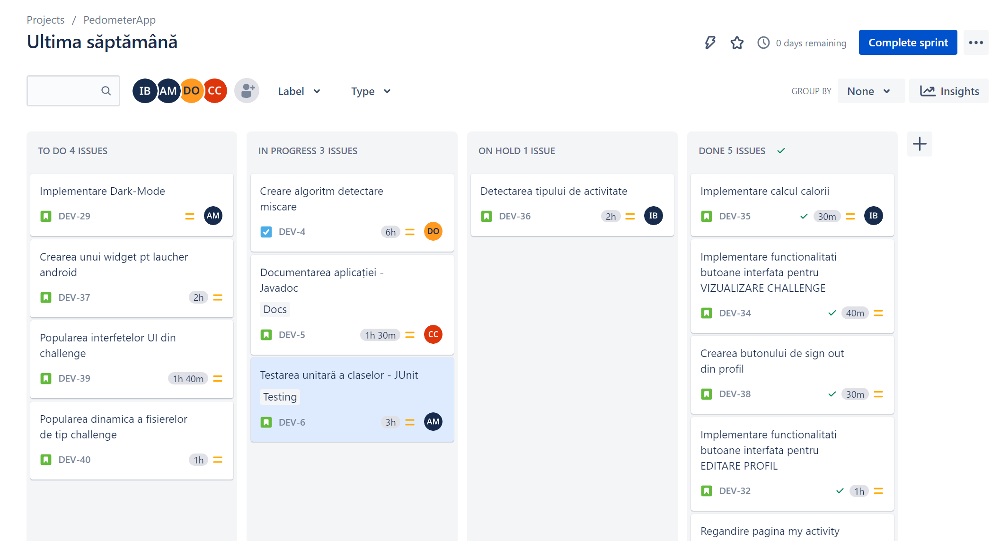 Projects / PedometerApp
Ultima săptămână
0 days remaining
Complete sprint
IB AM DO CC
Label
Type
GROUP BY
None
Insights
TO DO 4 ISSUES
Implementare Dark-Mode
DEV-29
AM
Crearea unui widget pt laucher
android
DEV-37
2h
Popularea interfetelor UI din
challenge
DEV-39
1h 40m
Popularea dinamica a fisierelor
de tip challenge
DEV-40
1h
IN PROGRESS 3 ISSUES
Creare algoritm detectare
miscare
DEV-4
6h
DO
Documentarea aplicației -
Javadoc
Docs
DEV-5
1h 30m
CC
Testarea unitară a claselor - JUnit
Testing
DEV-6
3h
AM
ON HOLD 1 ISSUE
Detectarea tipului de activitate
DEV-36
2h
IB
DONE 5 ISSUES
Implementare calcul calorii
DEV-35
30m
IB
Implementare functionalitati
butoane interfata pentru
VIZUALIZARE CHALLENGE
DEV-34
40m
Crearea butonului de sign out
din profil
DEV-38
30m
Implementare functionalitati
butoane interfata pentru
EDITARE PROFIL
DEV-32
1h
Regandire pagina my activity